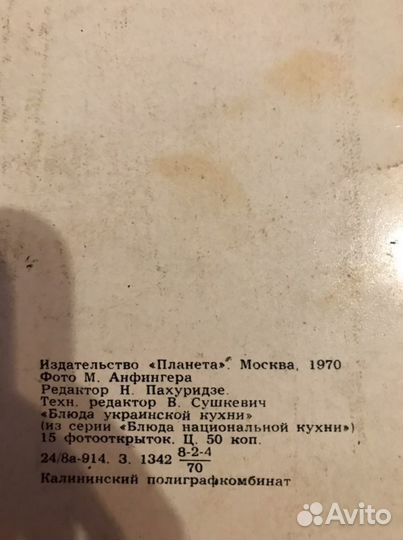 Издательство «Планета». Москва, 1970
Фото М. Анфингера
Редактор Н. Пахуридзе.
Техн. редактор В. Сушкевич
«Блюда украинской кухни»
(из серии «Блюда национальной кухни»)
15 фотооткрыток. Ц. 50 коп.
24/8а-914. З. 1342 8-2-4/70
Калининский полиграфкомбинат
Avito